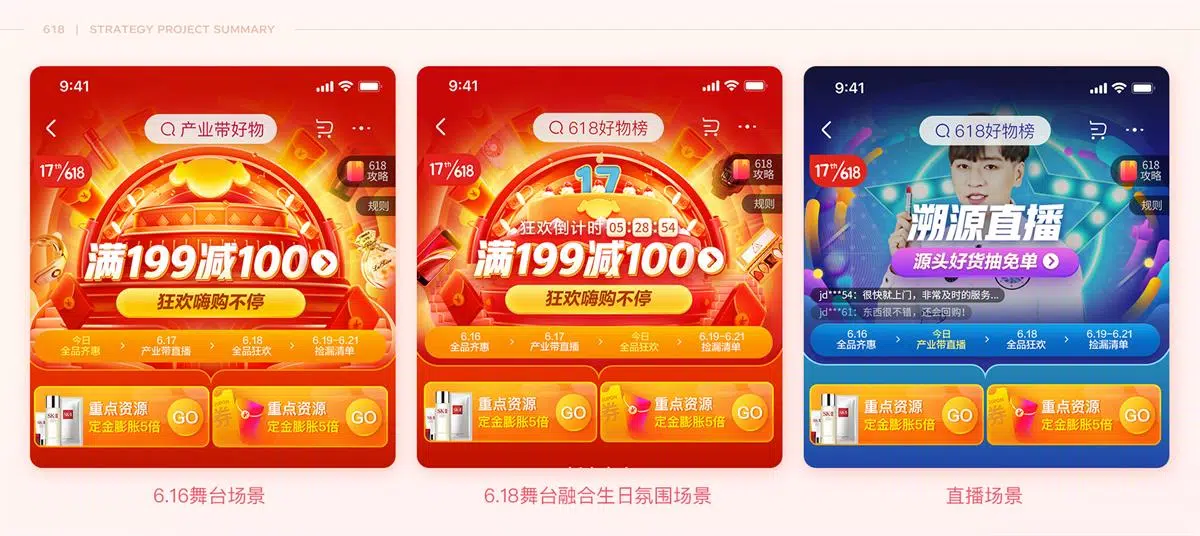 618 | STRATEGY PROJECT SUMMARY
9:41
产业带好物
17th/618
618
攻略
规则
满199减100
狂欢嗨购不停
今日
全品齐惠
6.17
产业带直播
6.18
全品狂欢
6.19-6.21
捡漏清单
SK-II
重点资源
定金膨胀5倍
GO
券
重点资源
定金膨胀5倍
GO
6.16舞台场景
9:41
618好物榜
17th/618
618
攻略
规则
17
狂欢倒计时 05:28:54
满199减100
狂欢嗨购不停
6.16
全品齐惠
6.17
产业带直播
今日
全品狂欢
6.19-6.21
捡漏清单
SK-II
重点资源
定金膨胀5倍
GO
券
重点资源
定金膨胀5倍
GO
6.18舞台融合生日氛围场景
9:41
618好物榜
17th/618
618
攻略
规则
溯源直播
源头好货抽免单
jd***54: 很快就上门，非常及时的服务...
jd***61: 东西很不错，还会回购！
6.16
全品齐惠
今日
产业带直播
6.18
全品狂欢
6.19-6.21
捡漏清单
SK-II
重点资源
定金膨胀5倍
GO
券
重点资源
定金膨胀5倍
GO
直播场景